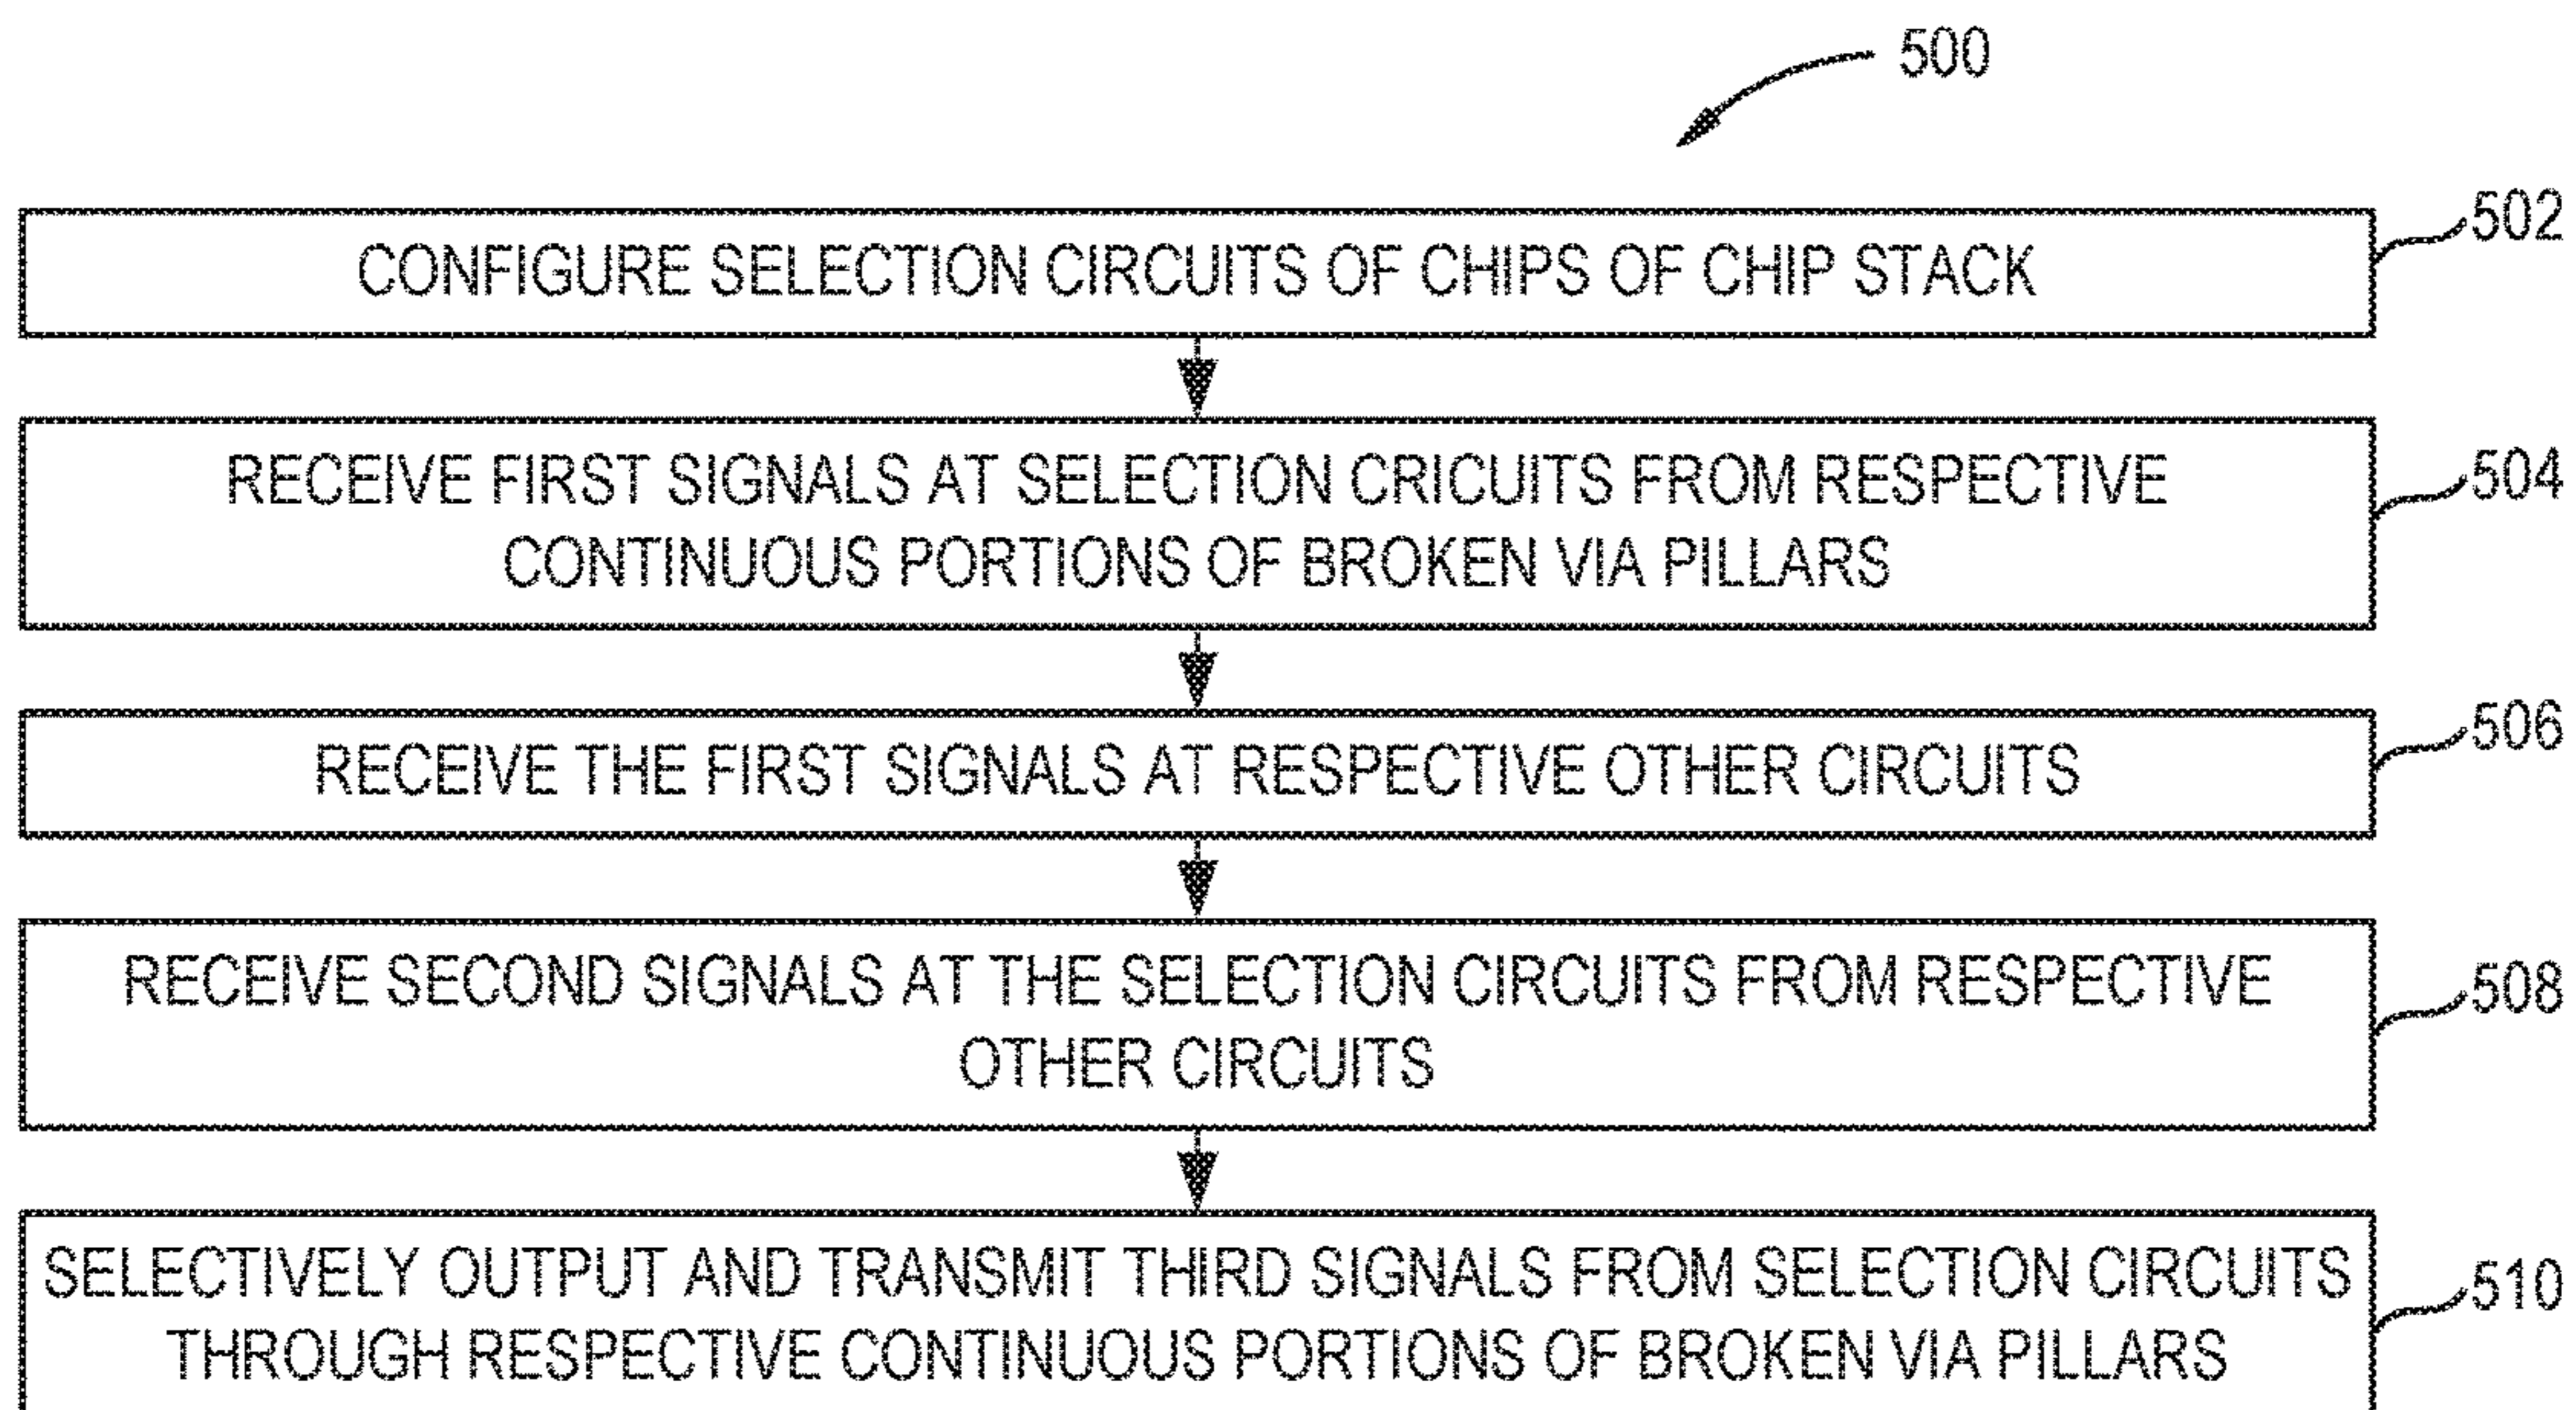 500
CONFIGURE SELECTION CIRCUITS OF CHIPS OF CHIP STACK
502
RECEIVE FIRST SIGNALS AT SELECTION CRICUITS FROM RESPECTIVE
CONTINUOUS PORTIONS OF BROKEN VIA PILLARS
504
RECEIVE THE FIRST SIGNALS AT RESPECTIVE OTHER CIRCUITS
506
RECEIVE SECOND SIGNALS AT THE SELECTION CIRCUITS FROM RESPECTIVE
OTHER CIRCUITS
508
SELECTIVELY OUTPUT AND TRANSMIT THIRD SIGNALS FROM SELECTION CIRCUITS
THROUGH RESPECTIVE CONTINUOUS PORTIONS OF BROKEN VIA PILLARS
510